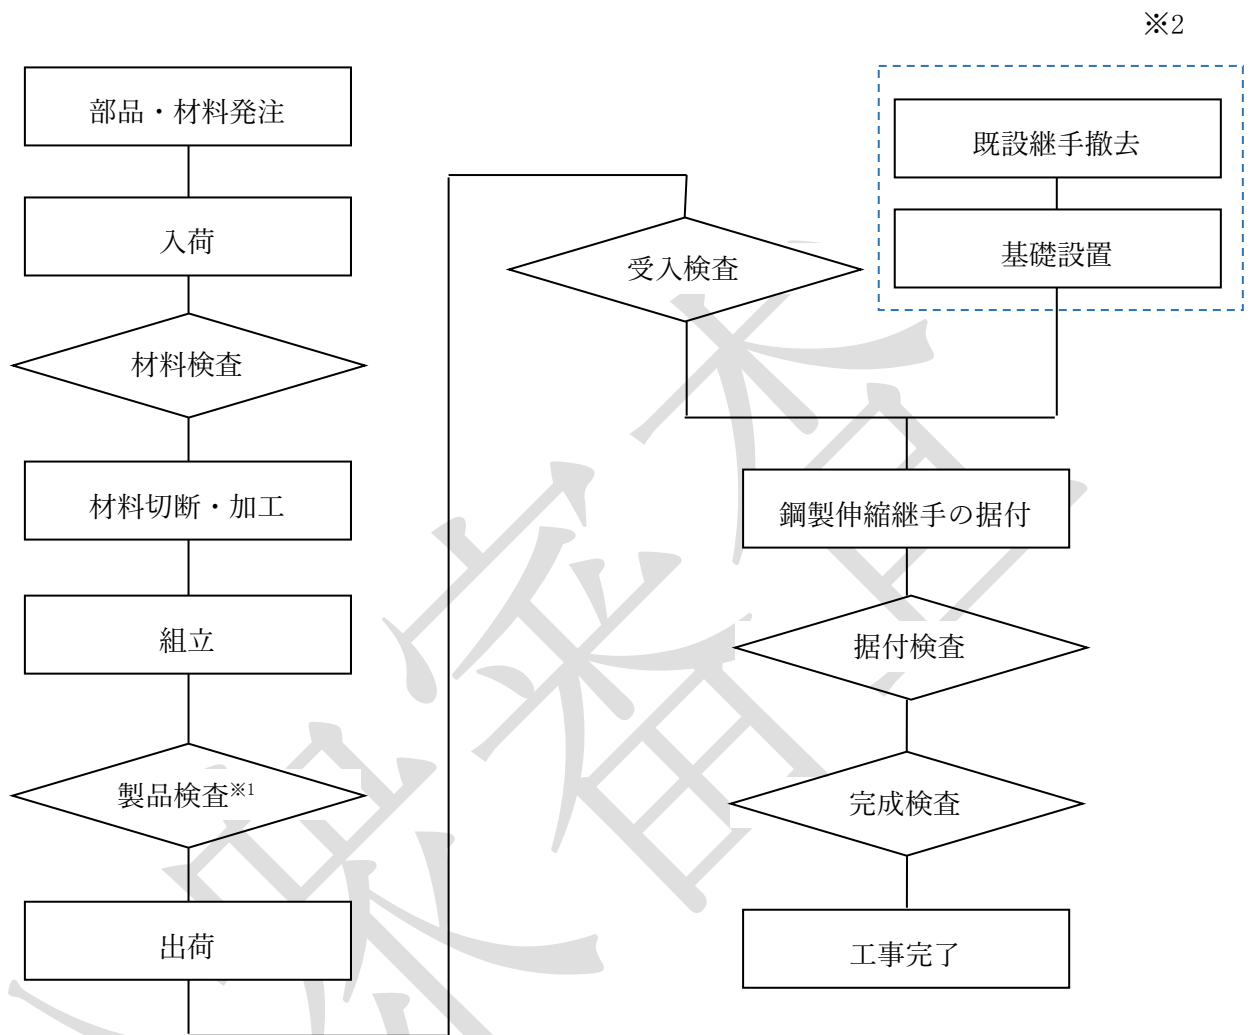 部品・材料発注
入荷
材料検査
材料切断・加工
組立
製品検査※1
出荷
受入検査
※2
既設継手撤去
基礎設置
鋼製伸縮継手の据付
据付検査
完成検査
工事完了